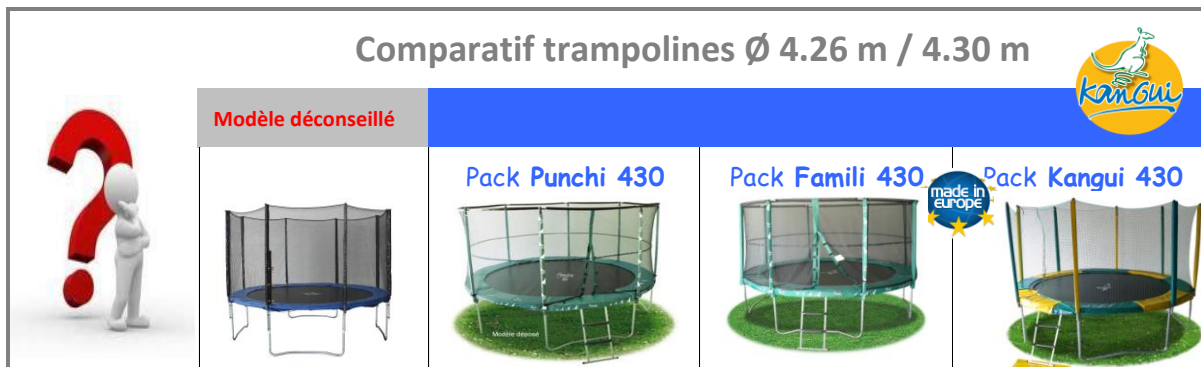 Comparatif trampolines Ø 4.26 m / 4.30 m
KanGui
Modèle déconseillé
Pack Punchi 430
Pack Famili 430
made in
europe
Pack Kangui 430
Modèle déposé